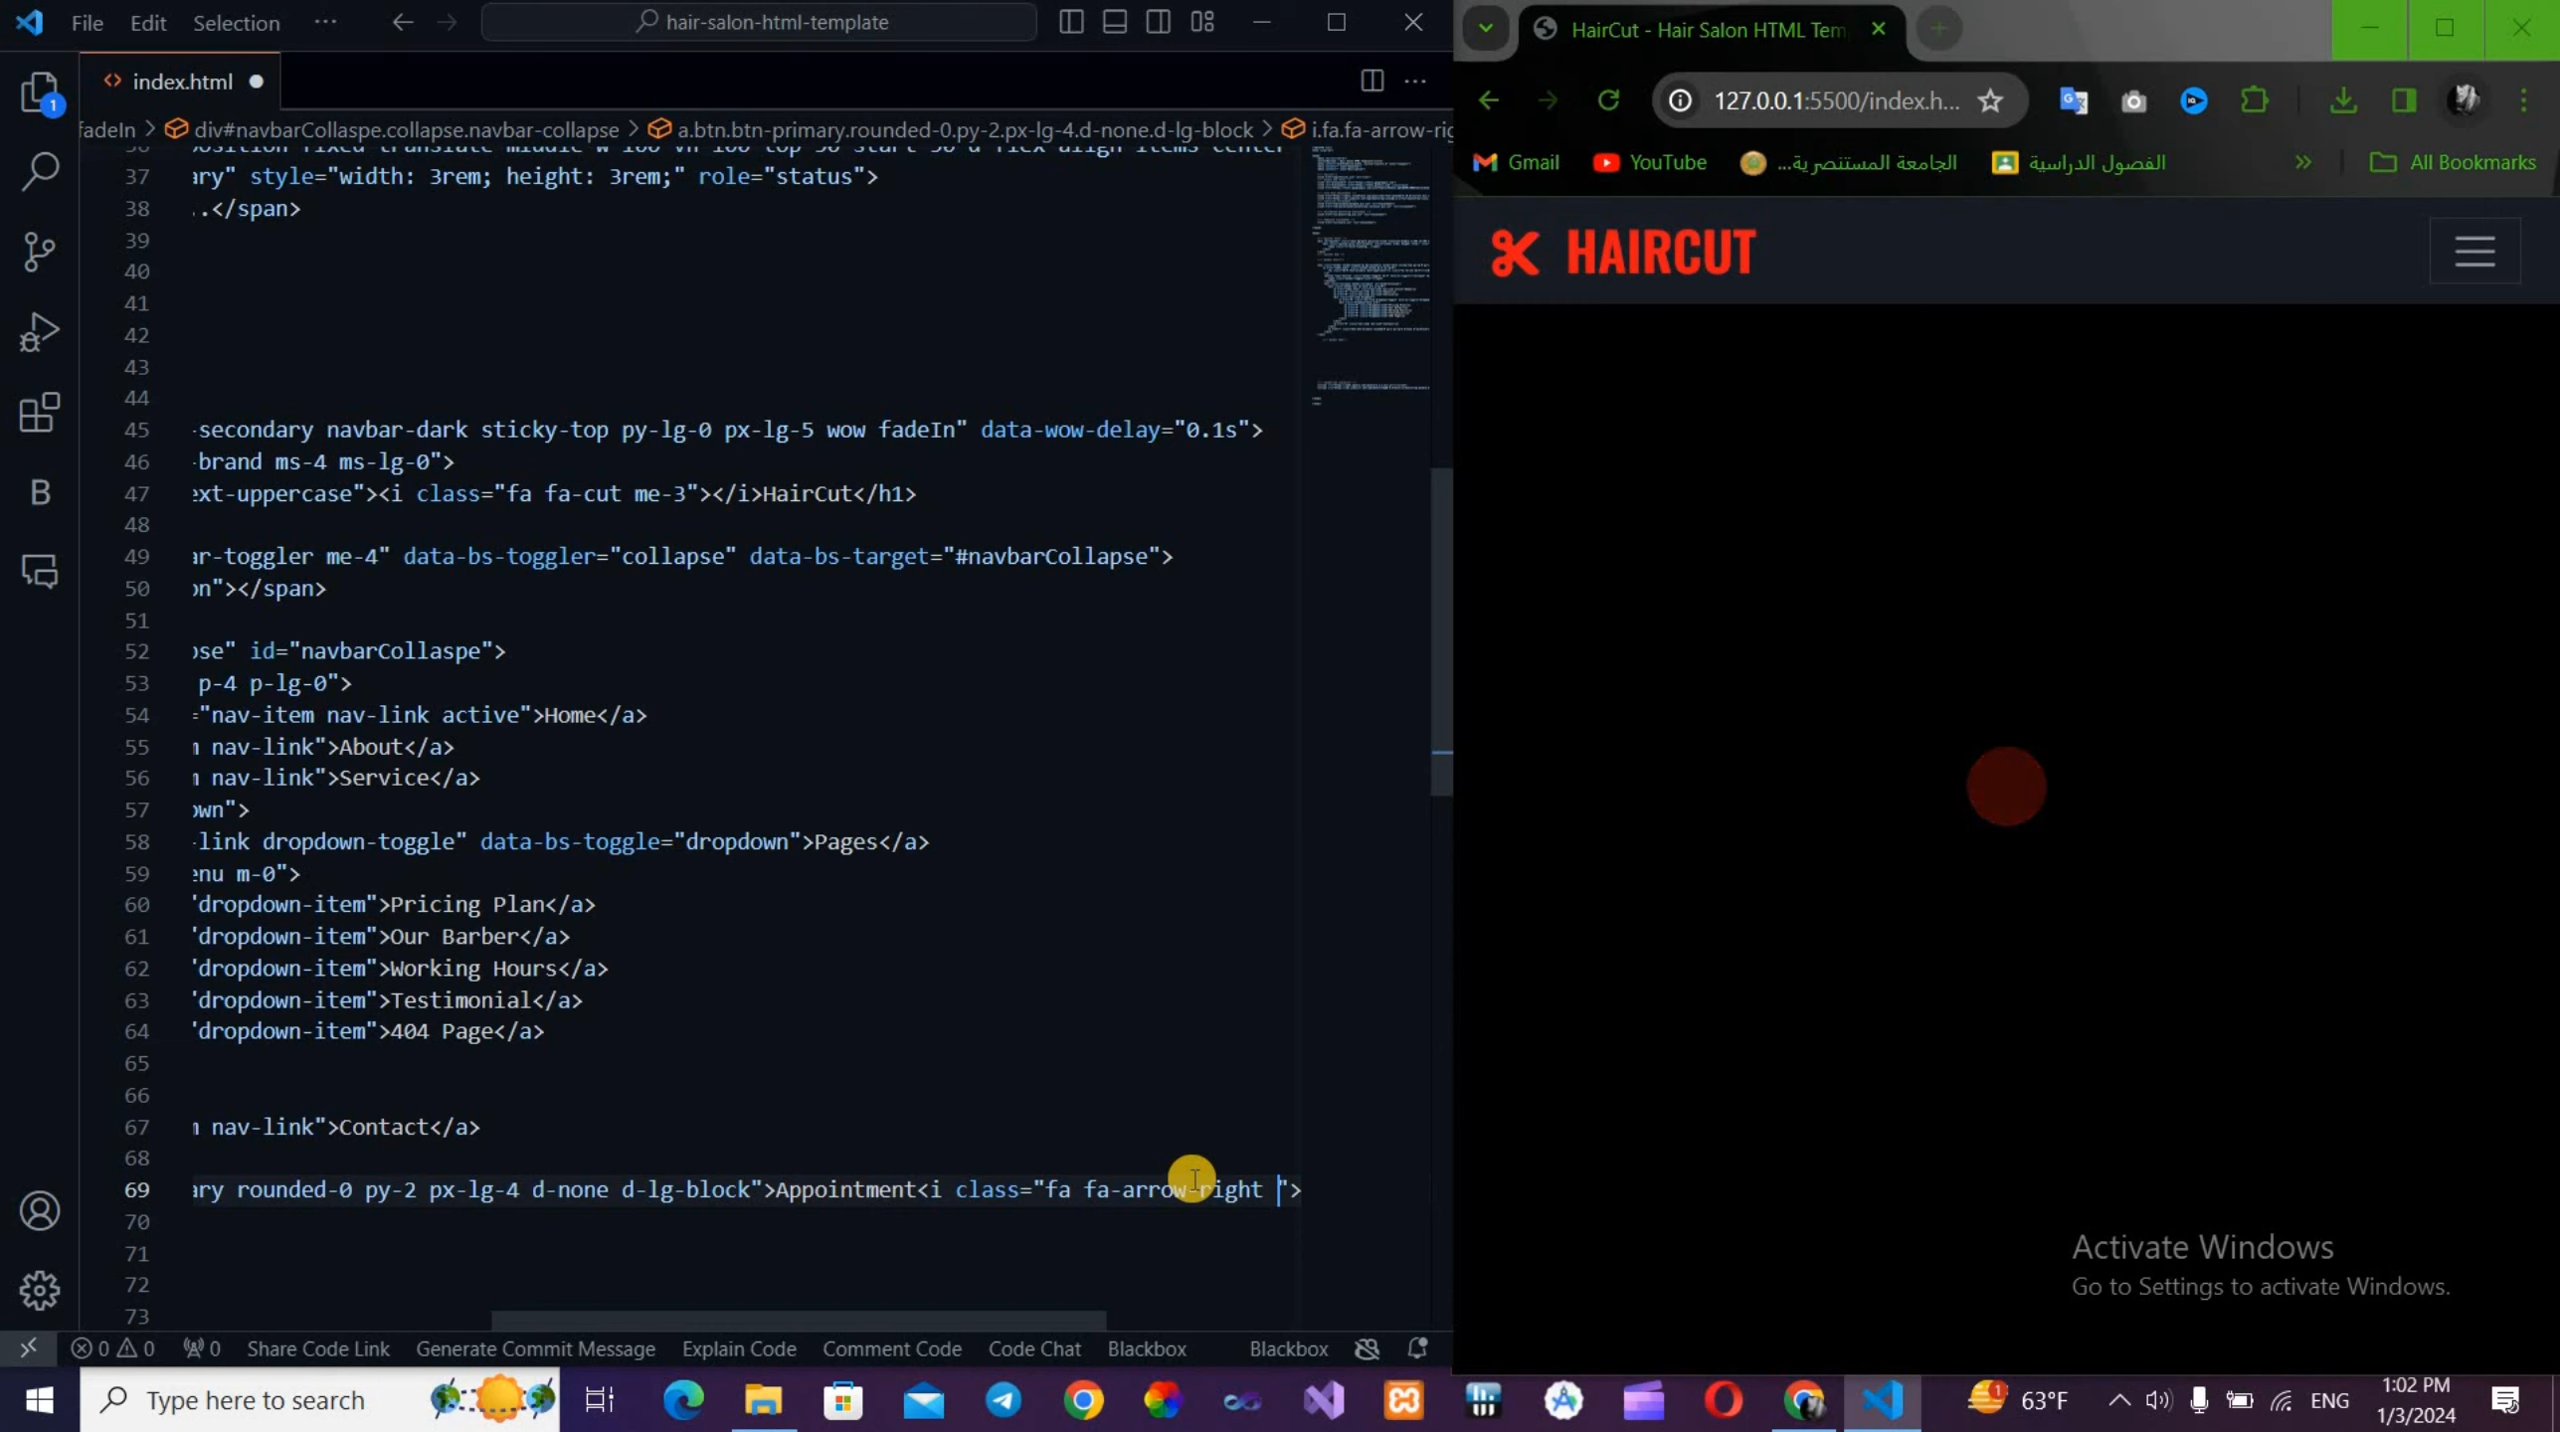 File Edit Selection ··· hair-salon-html-template
index.html
fadeIn > div#navbarCollaspe.collapse.navbar-collapse > a.btn.btn-primary.rounded-0.py-2.px-lg-4.d-none.d-lg-block > i.fa.fa-arrow-ri
37 ary" style="width: 3rem; height: 3rem;" role="status">
38 ..</span>
39
40
41
42
43
44
45 -secondary navbar-dark sticky-top py-lg-0 px-lg-5 wow fadeIn" data-wow-delay="0.1s">
46 -brand ms-4 ms-lg-0">
47 ext-uppercase"><i class="fa fa-cut me-3"></i>HairCut</h1>
48
49 ar-toggler me-4" data-bs-toggler="collapse" data-bs-target="#navbarCollapse">
50 on"></span>
51
52 ose" id="navbarCollaspe">
53 p-4 p-lg-0">
54 ="nav-item nav-link active">Home</a>
55 m nav-link">About</a>
56 m nav-link">Service</a>
57 own">
58 -link dropdown-toggle" data-bs-toggle="dropdown">Pages</a>
59 enu m-0">
60 "dropdown-item">Pricing Plan</a>
61 "dropdown-item">Our Barber</a>
62 "dropdown-item">Working Hours</a>
63 "dropdown-item">Testimonial</a>
64 "dropdown-item">404 Page</a>
65
66
67 m nav-link">Contact</a>
68
69 ary rounded-0 py-2 px-lg-4 d-none d-lg-block">Appointment<i class="fa fa-arrow-right ">
70
71
72
73
0 0 0 Share Code Link Generate Commit Message Explain Code Comment Code Code Chat Blackbox Blackbox
HairCut - Hair Salon HTML Tem
127.0.0.1:5500/index.h...
Gmail YouTube الجامعة المستنصرية... الفصول الدراسية » All Bookmarks
HAIRCUT
Activate Windows
Go to Settings to activate Windows.
Type here to search
63°F ENG 1:02 PM
1/3/2024